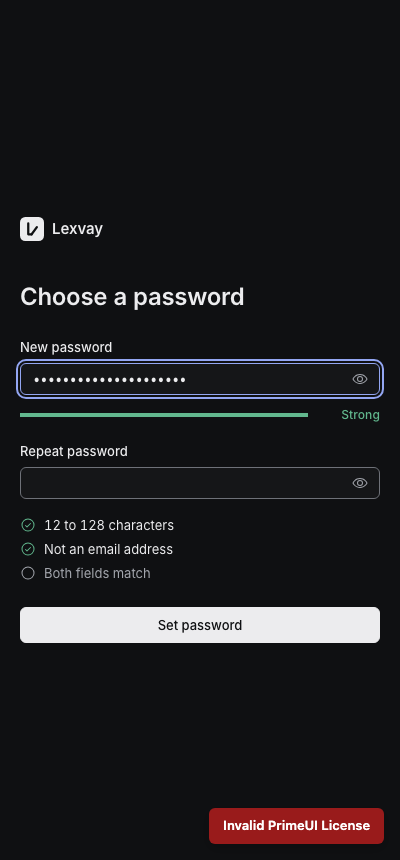 Lexvay
Choose a password
New password
••••••••••••••••••••
Strong
Repeat password
12 to 128 characters
Not an email address
Both fields match
Set password
Invalid PrimeUI License